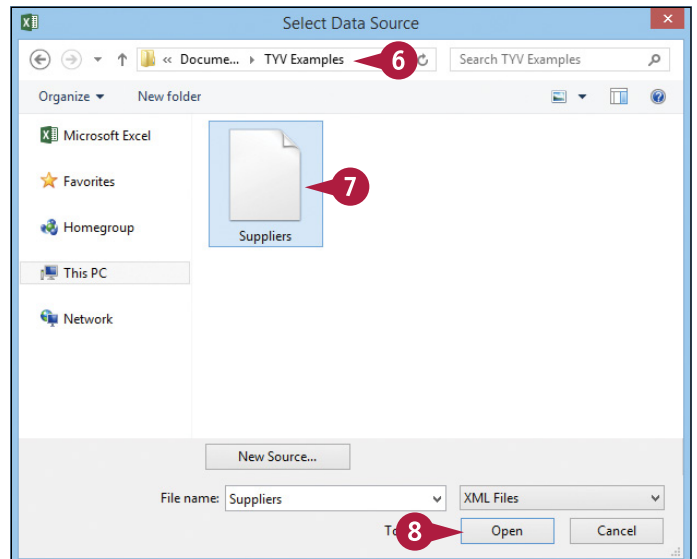 Select Data Source
« Docume... TYV Examples
6
Search TYV Examples
Organize
New folder
Microsoft Excel
Favorites
Homegroup
This PC
Network
7
Suppliers
New Source...
File name: Suppliers
XML Files
8
Open
Cancel